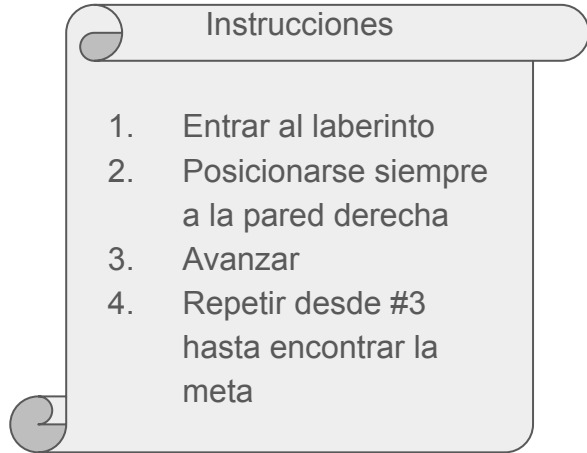 Instrucciones
1. Entrar al laberinto
2. Posicionarse siempre
a la pared derecha
3. Avanzar
4. Repetir desde #3
hasta encontrar la
meta